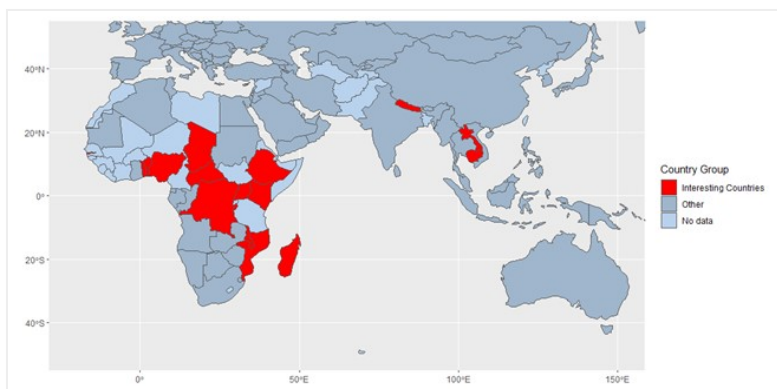 40°N
20°N
0°
20°S
40°S
0°
50°E
100°E
150°E
Country Group
Interesting Countries
Other
No data